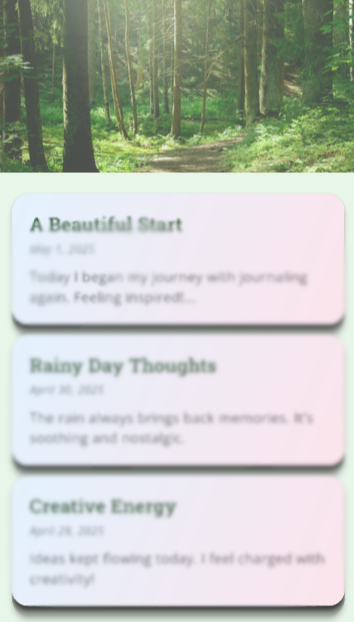 A Beautiful Start
May 1, 2025
Today I began my journey with journaling
again. Feeling inspired!...
Rainy Day Thoughts
April 30, 2025
The rain always brings back memories. It's
soothing and nostalgic.
Creative Energy
April 29, 2025
Ideas kept flowing today. I feel charged with
creativity!